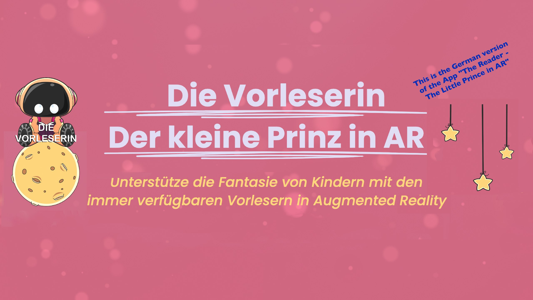 This is the German version
of the App "The Reader -
The Little Prince in AR"
Die Vorleserin
Der kleine Prinz in AR
DIE
VORLESERIN
Unterstütze die Fantasie von Kindern mit den
immer verfügbaren Vorlesern in Augmented Reality